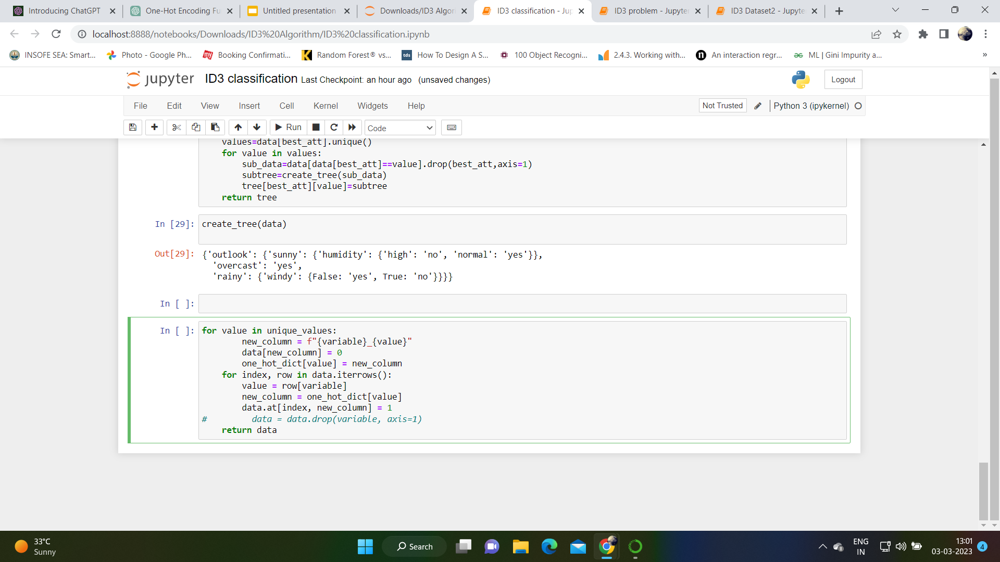 Introducing ChatGPT
One-Hot Encoding Fu
Untitled presentation
Downloads/ID3 Algori
ID3 classification - Jup
ID3 problem - Jupyter
ID3 Dataset2 - Jupyte
localhost:8888/notebooks/Downloads/ID3%20Algorithm/ID3%20classification.ipynb
INSOFE SEA: Smart...
Photo - Google Ph...
my
Booking Confirmati...
Random Forest® vs...
tds
How To Design A S...
100 Object Recogni...
2.4.3. Working with...
n
An interaction regr...
ML | Gini Impurity a...
»
jupyter
ID3 classification Last Checkpoint: an hour ago (unsaved changes)
Logout
File Edit View Insert Cell Kernel Widgets Help
Not Trusted
Python 3 (ipykernel)
Run
Code
values=data[best_att].unique()
for value in values:
sub_data=data[data[best_att]==value].drop(best_att,axis=1)
subtree=create_tree(sub_data)
tree[best_att][value]=subtree
return tree
In [29]: create_tree(data)
Out[29]: {'outlook': {'sunny': {'humidity': {'high': 'no', 'normal': 'yes'}},
'overcast': 'yes',
'rainy': {'windy': {False: 'yes', True: 'no'}}}}
In [ ]:
In [ ]: for value in unique_values:
new_column = f"{variable}_{value}"
data[new_column] = 0
one_hot_dict[value] = new_column
for index, row in data.iterrows():
value = row[variable]
new_column = one_hot_dict[value]
data.at[index, new_column] = 1
# data = data.drop(variable, axis=1)
return data
33°C
Sunny
Search
ENG
IN
13:01
03-03-2023
4